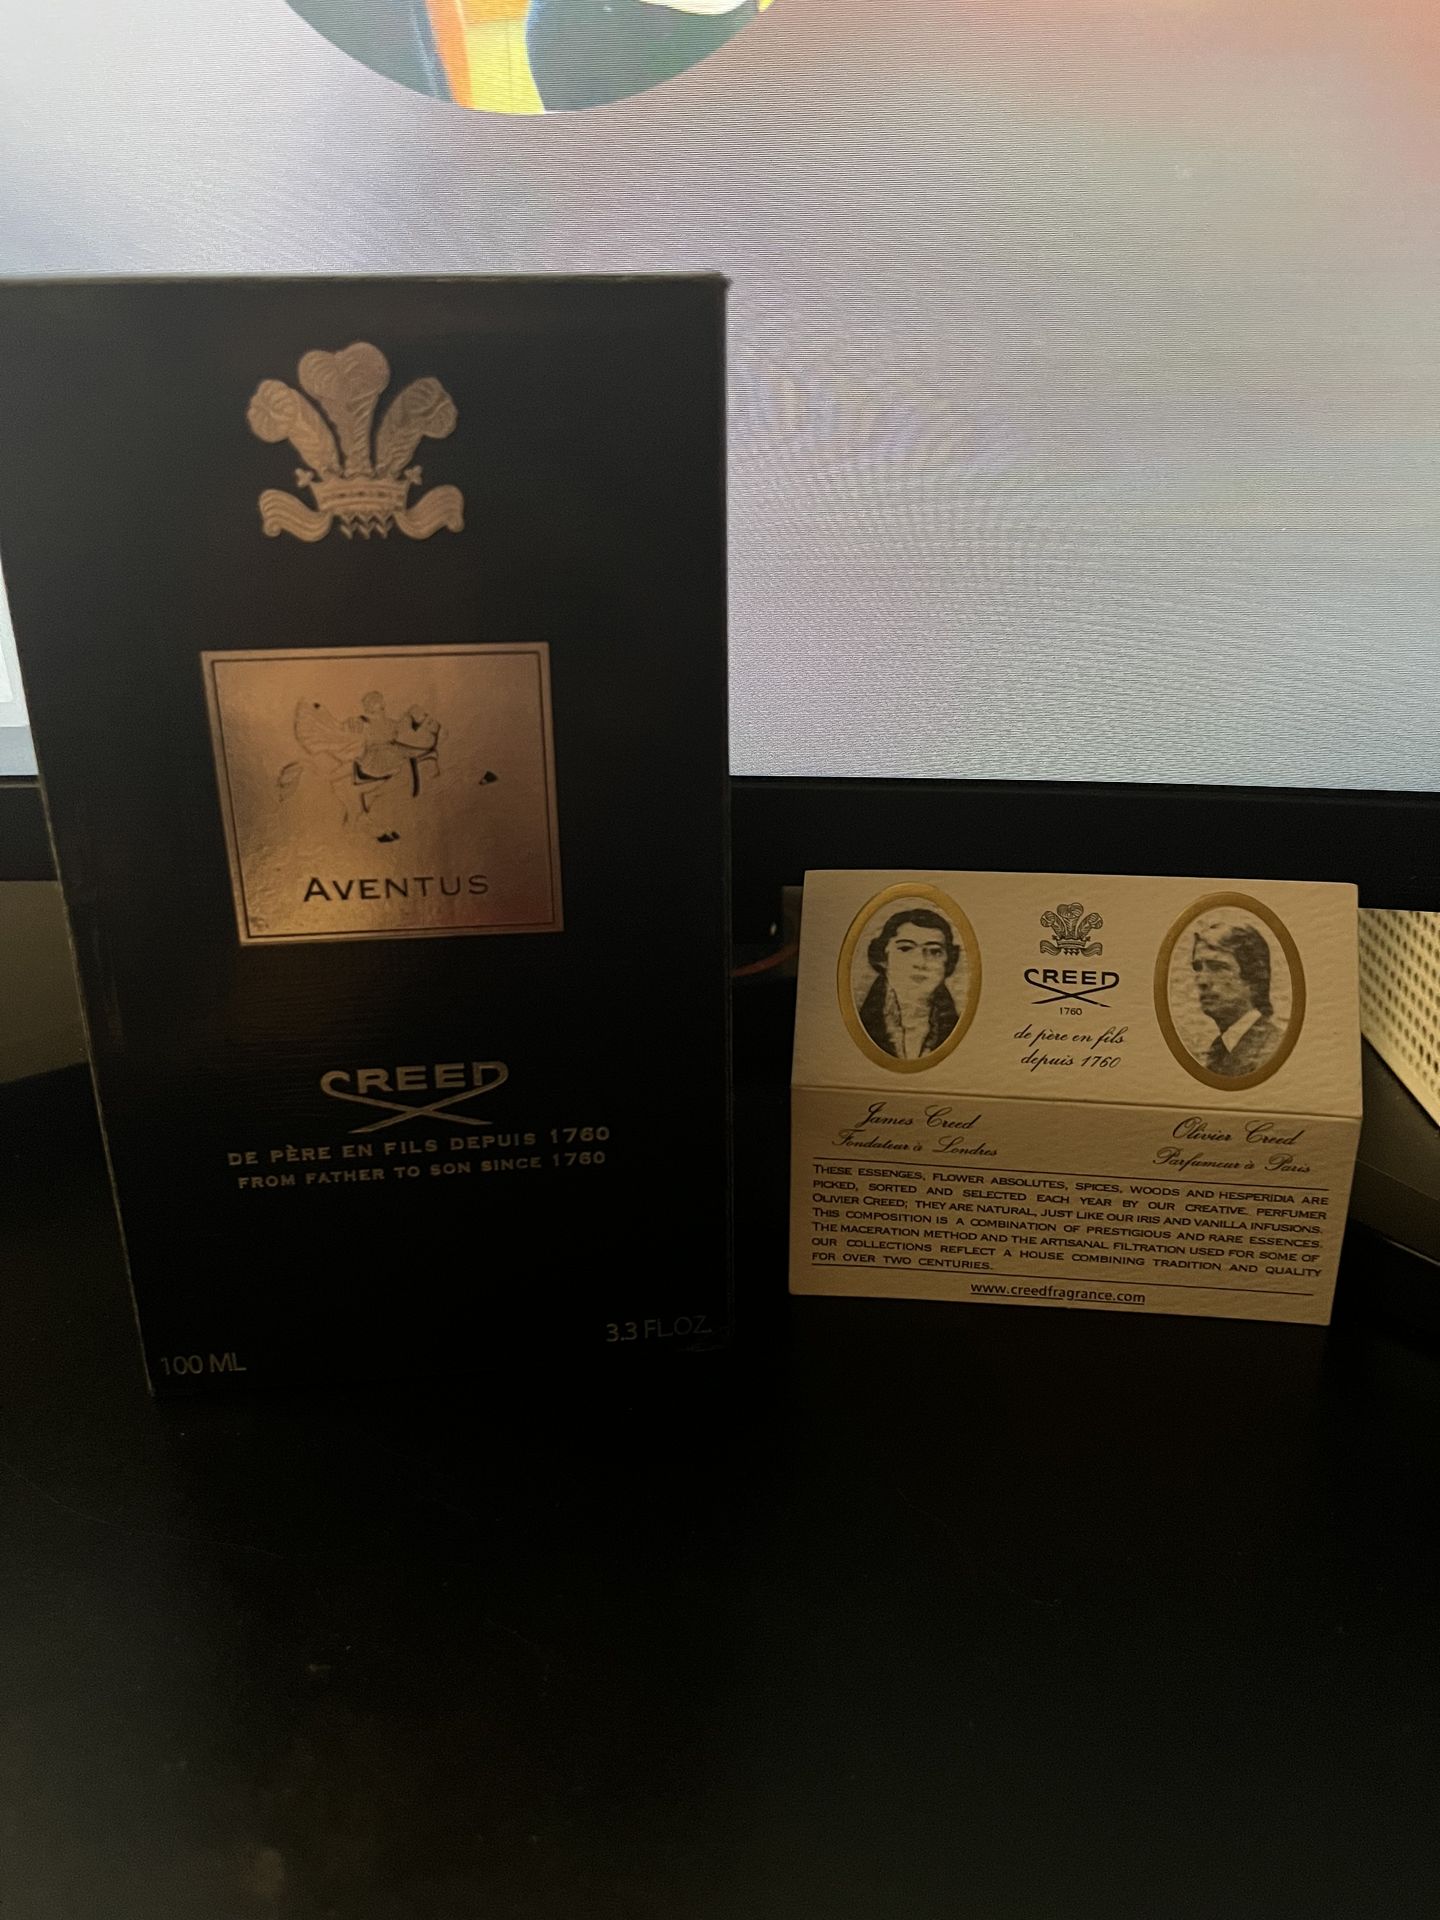 AVENTUS
CREED
DE PÈRE EN FILS DEPUIS 1760
FROM FATHER TO SON SINCE 1760
100 ML
3.3 FL.OZ.
CREED
1760
de père en fils
depuis 1760
James Creed
Fondateur à Londres
Olivier Creed
Parfumeur à Paris
THESE ESSENGES, FLOWER ABSOLUTES, SPICES, WOODS AND HESPERIDIA ARE
PICKED, SORTED AND SELECTED EACH YEAR BY OUR CREATIVE PERFUMER
OLIVIER CREED; THEY ARE NATURAL, JUST LIKE OUR IRIS AND VANILLA INFUSIONS.
THIS COMPOSITION IS A COMBINATION OF PRESTIGIOUS AND RARE ESSENCES.
THE MACERATION METHOD AND THE ARTISANAL FILTRATION USED FOR SOME OF
OUR COLLECTIONS REFLECT A HOUSE COMBINING TRADITION AND QUALITY
FOR OVER TWO CENTURIES.
www.creedfragrance.com